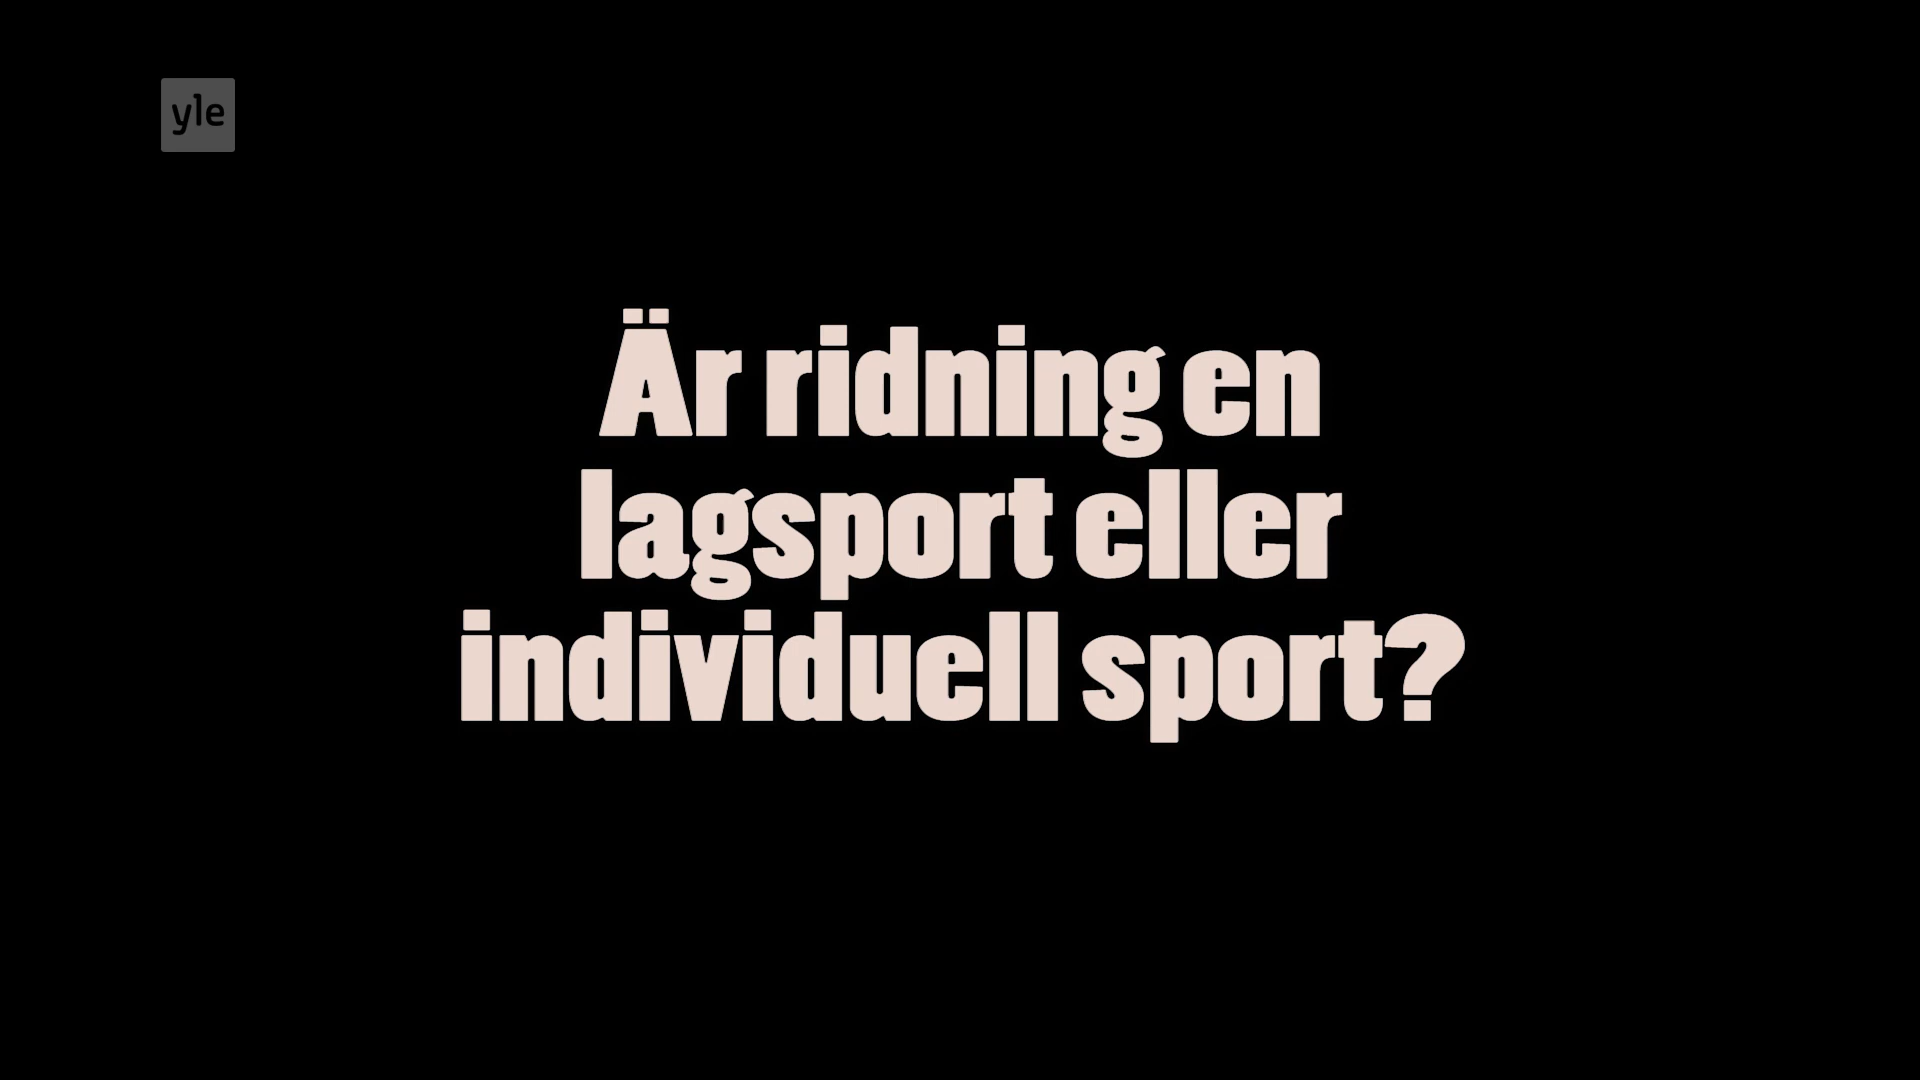 yle
Är ridning en
lagsport eller
individuell sport?